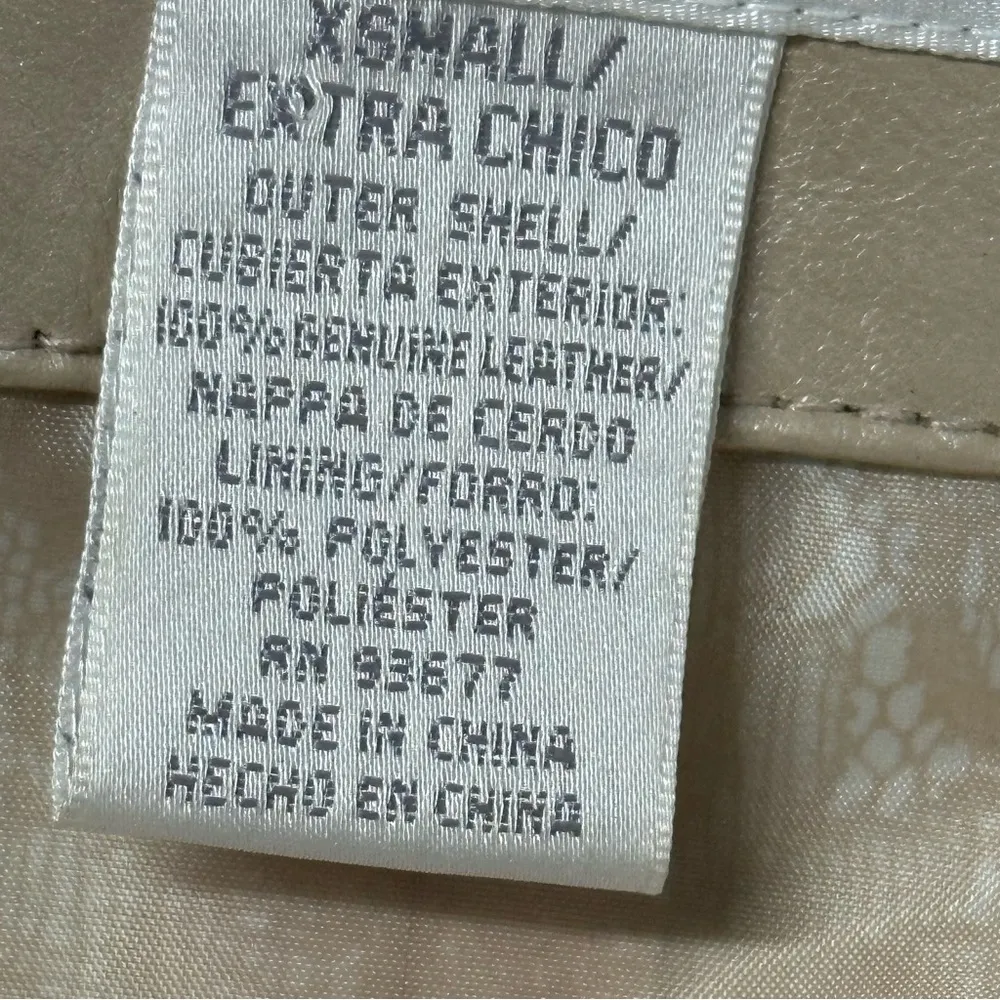 XSMALL/
EXTRA CHICO
OUTER SHELL/
CUBIERTA EXTERIOR:
100% GENUINE LEATHER/
NAPPA DE CERDO
LINING/FORRO:
100% POLYESTER/
POLIÉSTER
RN 93677
MADE IN CHINA
HECHO EN CHINA